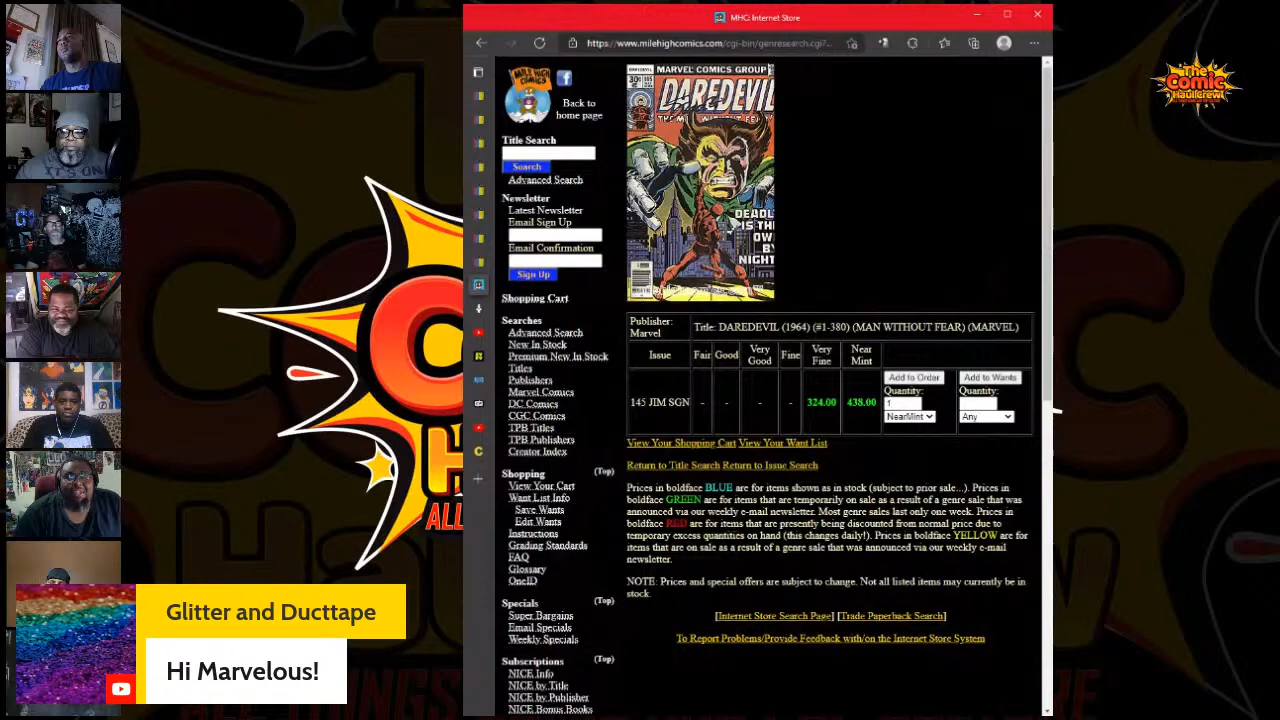 MHC: Internet Store
https://www.milehighcomics.com/cgi-bin/genresearch.cgi?...
MILE HIGH COMICS
Back to
home page
Title Search
Search
Advanced Search
Newsletter
Latest Newsletter
Email Sign Up
Email Confirmation
Sign Up
Shopping Cart
Searches
Advanced Search
New In Stock
Premium New In Stock
Titles
Publishers
Marvel Comics
DC Comics
CGC Comics
TPB Titles
TPB Publishers
Creator Index
Shopping (Top)
View Your Cart
Want List Info
Save Wants
Edit Wants
Instructions
Grading Standards
FAQ
Glossary
OneID
Specials (Top)
Super Bargains
Email Specials
Weekly Specials
Subscriptions (Top)
NICE Info
NICE by Title
NICE by Publisher
NICE Bonus Books
MARVEL COMICS GROUP
30¢
DAREDEVIL
DEADLY
IS THE
OWL
BY
NIGHT
Publisher: Marvel Title: DAREDEVIL (1964) (#1-380) (MAN WITHOUT FEAR) (MARVEL)
Issue Fair Good Very Good Fine Very Fine Near Mint
145 JIM SGN - - - - 324.00 438.00
Add to Order
Quantity:
1
NearMint
Add to Wants
Quantity:
Any
View Your Shopping Cart View Your Want List
Return to Title Search Return to Issue Search
Prices in boldface BLUE are for items shown as in stock (subject to prior sale...). Prices in
boldface GREEN are for items that are temporarily on sale as a result of a genre sale that was
announced via our weekly e-mail newsletter. Most genre sales last only one week. Prices in
boldface RED are for items that are presently being discounted from normal price due to
temporary excess quantities on hand (this changes daily!). Prices in boldface YELLOW are for
items that are on sale as a result of a genre sale that was announced via our weekly e-mail
newsletter.
NOTE: Prices and special offers are subject to change. Not all listed items may currently be in
stock.
[Internet Store Search Page] [Trade Paperback Search]
To Report Problems/Provide Feedback with/on the Internet Store System
The
Comic
Haul Crew
Glitter and Ducttape
Hi Marvelous!